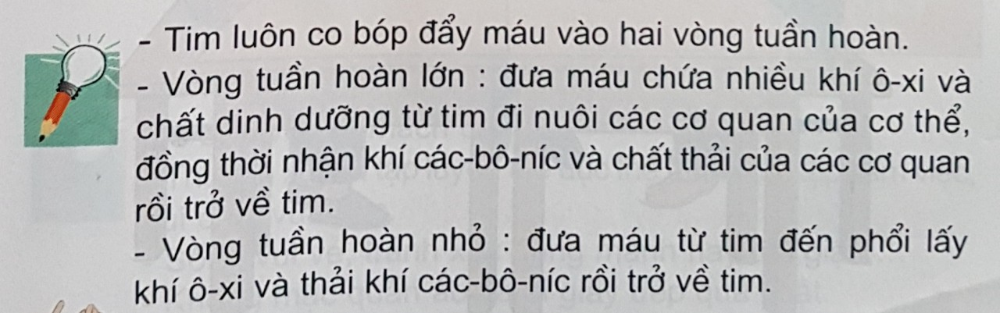 - Tim luôn co bóp đẩy máu vào hai vòng tuần hoàn.
- Vòng tuần hoàn lớn : đưa máu chứa nhiều khí ô-xi và
chất dinh dưỡng từ tim đi nuôi các cơ quan của cơ thể,
đồng thời nhận khí các-bô-níc và chất thải của các cơ quan
rồi trở về tim.
- Vòng tuần hoàn nhỏ : đưa máu từ tim đến phổi lấy
khí ô-xi và thải khí các-bô-níc rồi trở về tim.